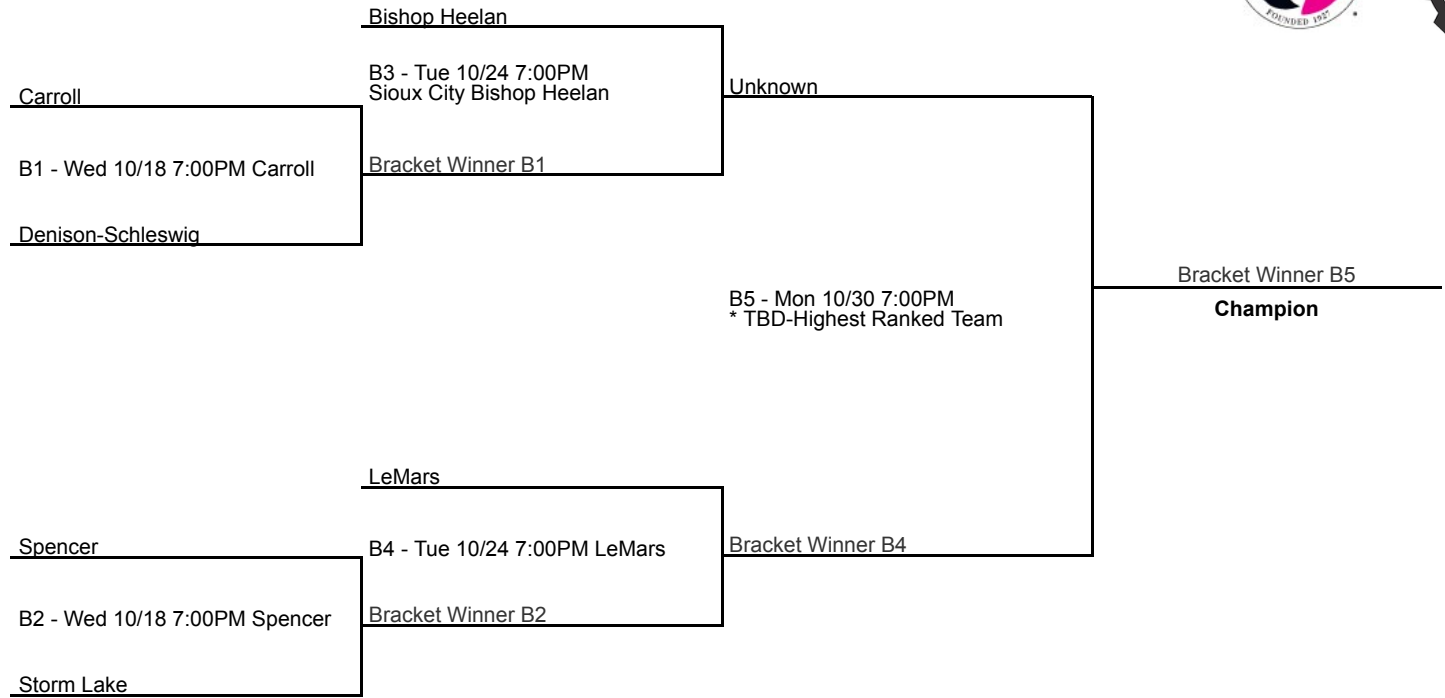 FOUNDED 1927
Bishop Heelan
B3 - Tue 10/24 7:00PM
Sioux City Bishop Heelan
Unknown
Carroll
B1 - Wed 10/18 7:00PM Carroll
Bracket Winner B1
Denison-Schleswig
Bracket Winner B5
Champion
B5 - Mon 10/30 7:00PM
* TBD-Highest Ranked Team
LeMars
B4 - Tue 10/24 7:00PM LeMars
Bracket Winner B4
Spencer
B2 - Wed 10/18 7:00PM Spencer
Bracket Winner B2
Storm Lake